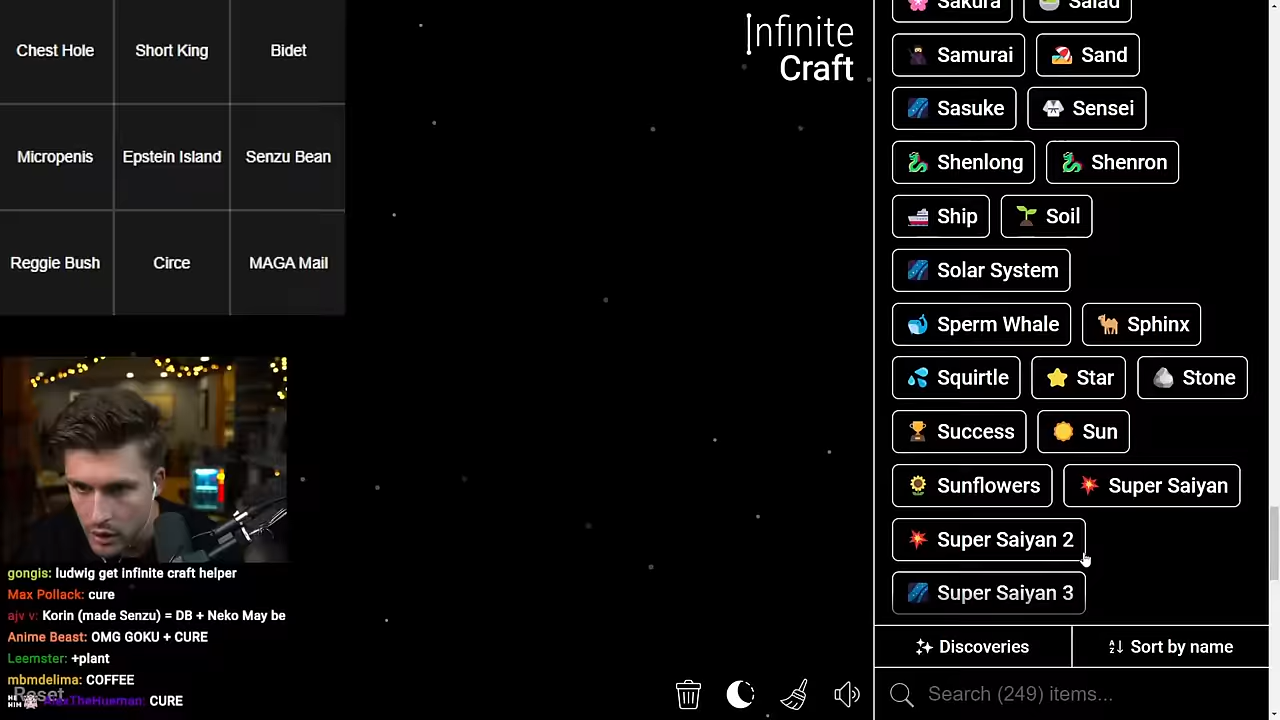 Chest Hole Short King Bidet
Micropenis Epstein Island Senzu Bean
Reggie Bush Circe MAGA Mail
Infinite
Craft
Sakura Salad
Samurai Sand
Sasuke Sensei
Shenlong Shenron
Ship Soil
Solar System
Sperm Whale Sphinx
Squirtle Star Stone
Success Sun
Sunflowers Super Saiyan
Super Saiyan 2
Super Saiyan 3
Discoveries Sort by name
Search (249) items...
gongis: ludwig get infinite craft helper
Max Pollack: cure
ajv v: Korin (made Senzu) = DB + Neko May be
Anime Beast: OMG GOKU + CURE
Leemster: +plant
mbmdelima: COFFEE
Reset
AlexTheHueman: CURE